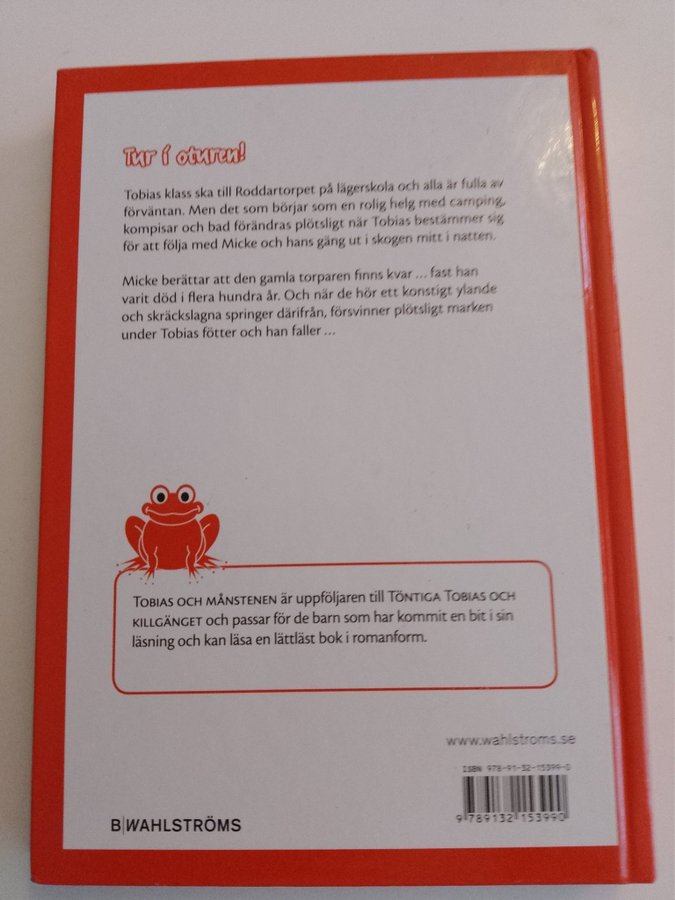 Tur i oturen!
Tobias klass ska till Roddartorpet på lägerskola och alla är fulla av
förväntan. Men det som börjar som en rolig helg med camping,
kompisar och bad förändras plötsligt när Tobias bestämmer sig
för att följa med Micke och hans gäng ut i skogen mitt i natten.
Micke berättar att den gamla torparen finns kvar ... fast han
varit död i flera hundra år. Och när de hör ett konstigt ylande
och skräckslagna springer därifrån, försvinner plötsligt marken
under Tobias fötter och han faller ...
TOBIAS OCH MÅNSTENEN är uppföljaren till TÖNTIGA TOBIAS OCH
KILLGÄNGET och passar för de barn som har kommit en bit i sin
läsning och kan läsa en lättläst bok i romanform.
www.wahlstroms.se
ISBN 978-91-32-15399-0
9 789132 153990
B WAHLSTRÖMS